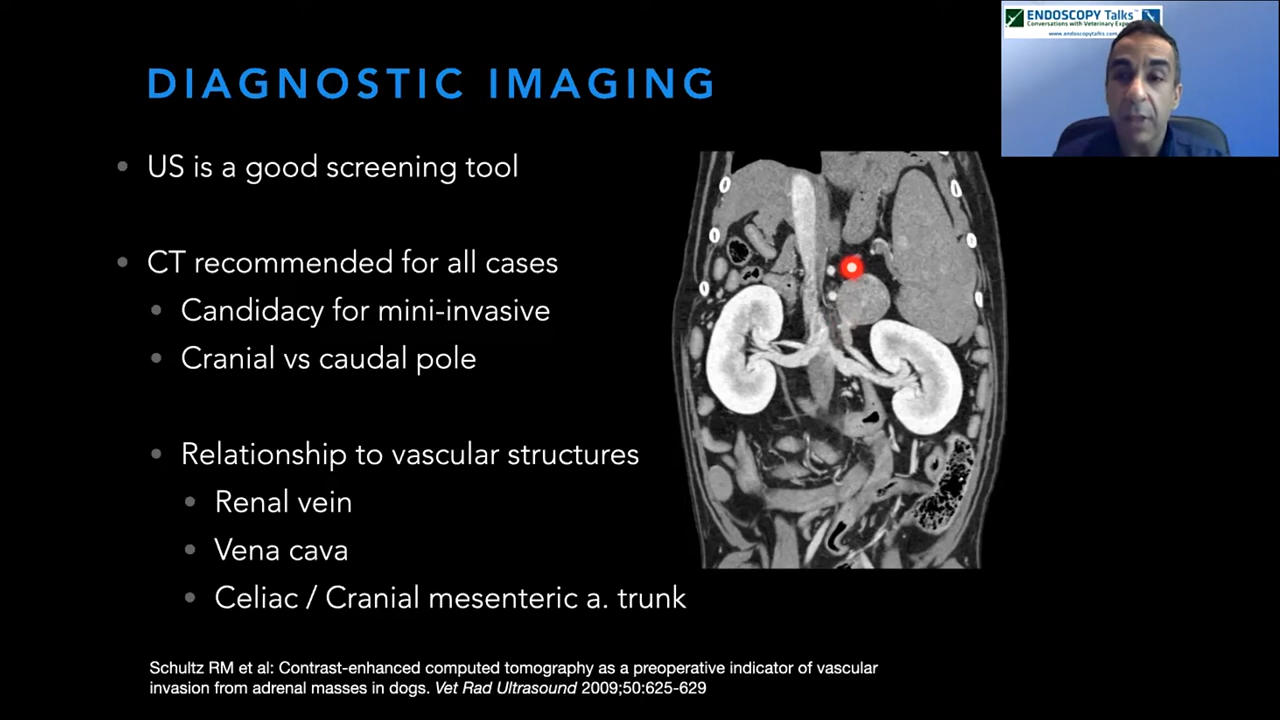 ENDOSCOPY Talks™
Conversations with Veterinary
www.endoscopytalks.com
DIAGNOSTIC IMAGING
• US is a good screening tool
• CT recommended for all cases
• Candidacy for mini-invasive
• Cranial vs caudal pole
• Relationship to vascular structures
• Renal vein
• Vena cava
• Celiac / Cranial mesenteric a. trunk
Schultz RM et al: Contrast-enhanced computed tomography as a preoperative indicator of vascular
invasion from adrenal masses in dogs. Vet Rad Ultrasound 2009;50:625-629